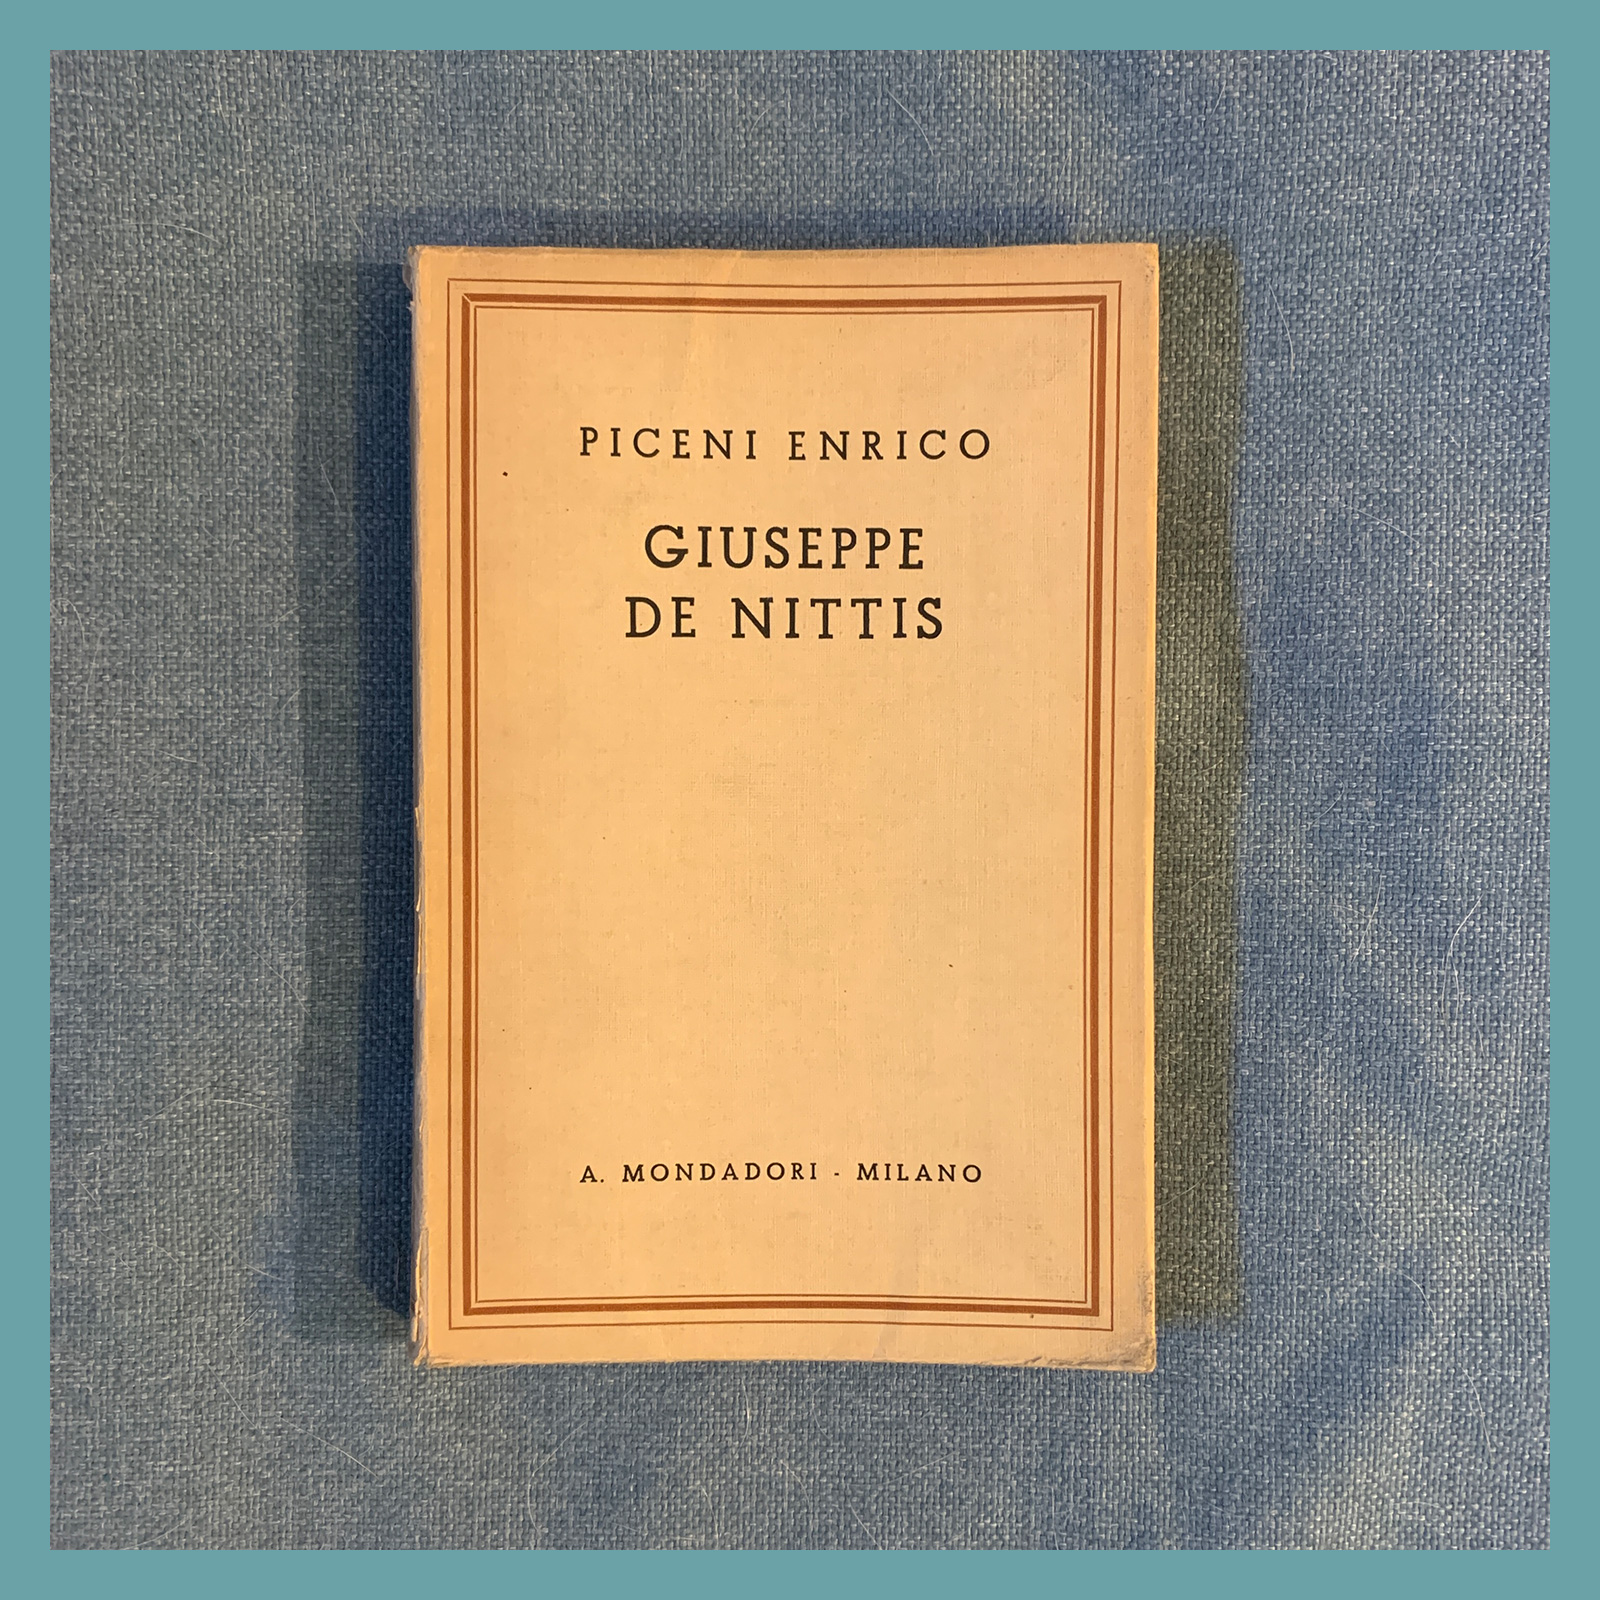 PICENI ENRICO
GIUSEPPE
DE NITTIS
A. MONDADORI - MILANO